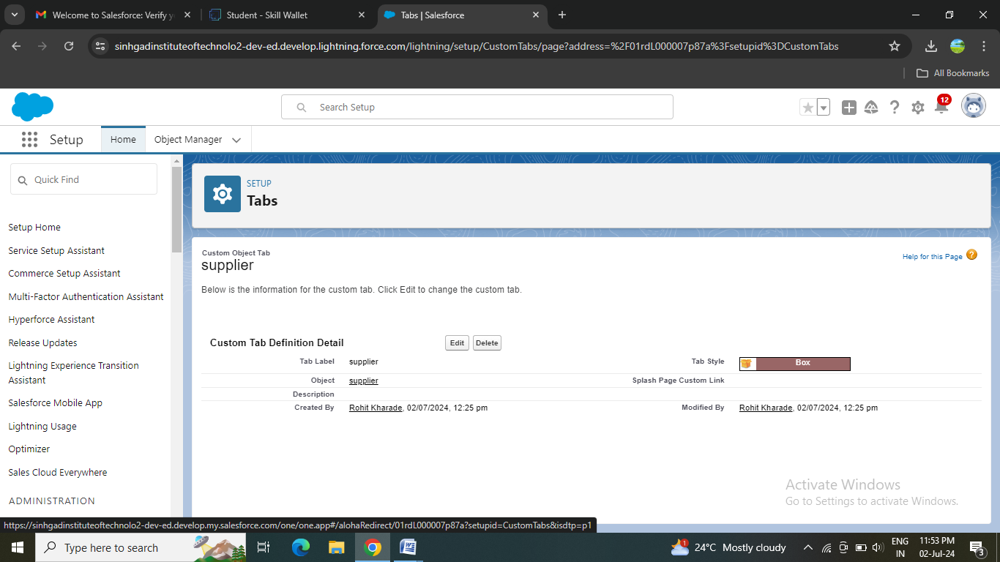 Welcome to Salesforce: Verify y
Student - Skill Wallet
Tabs | Salesforce
sinhgadinstituteoftechnolo2-dev-ed.develop.lightning.force.com/lightning/setup/CustomTabs/page?address=%2F01rdL000007p87a%3Fsetupid%3DCustomTabs
All Bookmarks
Search Setup
12
Setup
Home
Object Manager
Quick Find
Setup Home
Service Setup Assistant
Commerce Setup Assistant
Multi-Factor Authentication Assistant
Hyperforce Assistant
Release Updates
Lightning Experience Transition
Assistant
Salesforce Mobile App
Lightning Usage
Optimizer
Sales Cloud Everywhere
ADMINISTRATION
SETUP
Tabs
Custom Object Tab
supplier
Help for this Page
Below is the information for the custom tab. Click Edit to change the custom tab.
Custom Tab Definition Detail
Edit
Delete
Tab Label supplier Tab Style Box
Object supplier Splash Page Custom Link
Description
Created By Rohit Kharade, 02/07/2024, 12:25 pm Modified By Rohit Kharade, 02/07/2024, 12:25 pm
Activate Windows
Go to Settings to activate Windows.
https://sinhgadinstituteoftechnolo2-dev-ed.develop.my.salesforce.com/one/one.app#/alohaRedirect/01rdL000007p87a?setupid=CustomTabs&isdtp=p1
Type here to search
1
24°C Mostly cloudy
ENG
IN
11:53 PM
02-Jul-24
3